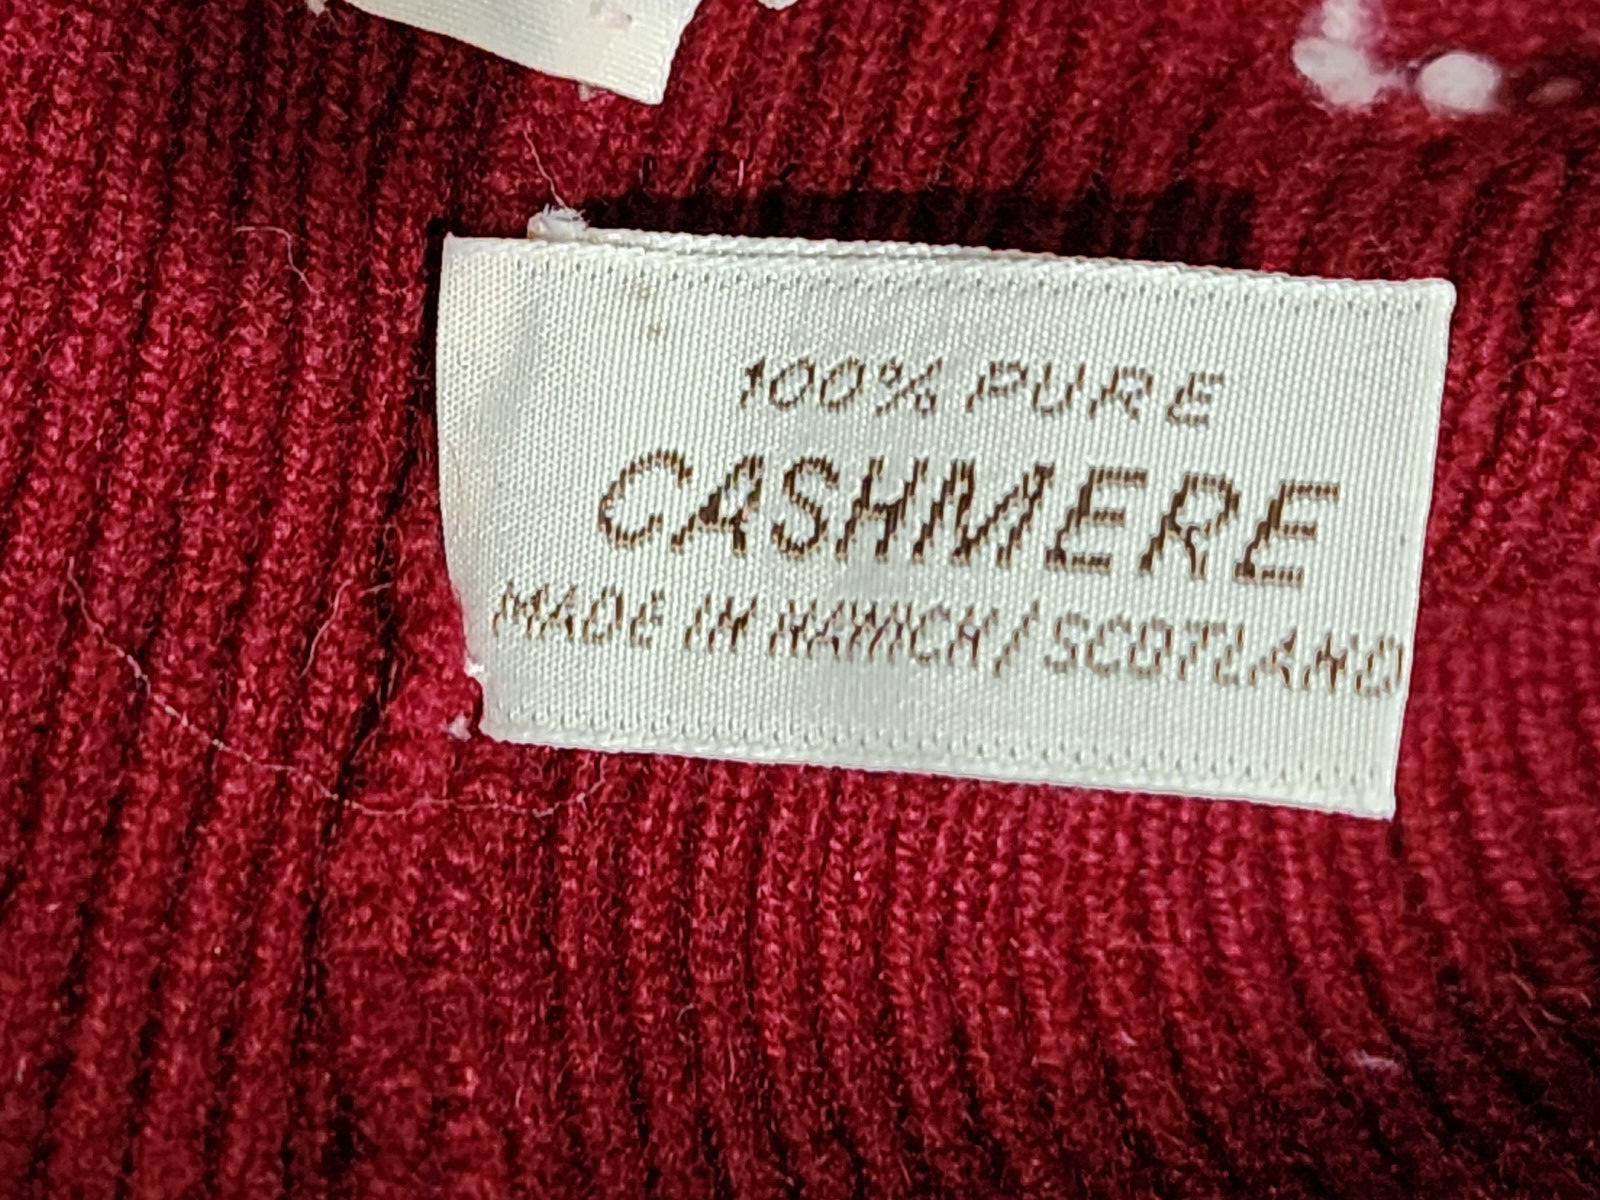 100% PURE
CASHMERE
MADE IN HAWICK/SCOTLAND